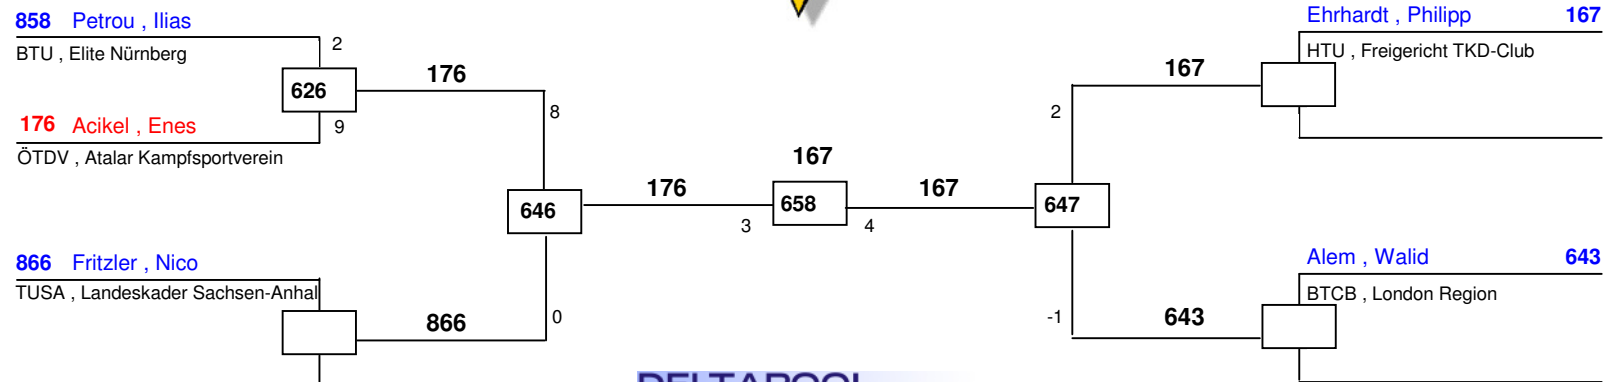 858 Petrou , Ilias
BTU , Elite Nürnberg
2
626
176
176 Acikel , Enes
9
ÖTDV , Atalar Kampfsportverein
8
646
176
866 Fritzler , Nico
TUSA , Landeskader Sachsen-Anhal
866
0
167
658
3
4
167
Ehrhardt , Philipp 167
HTU , Freigericht TKD-Club
167
2
647
Alem , Walid 643
BTCB , London Region
-1
643
DELTAPOOL